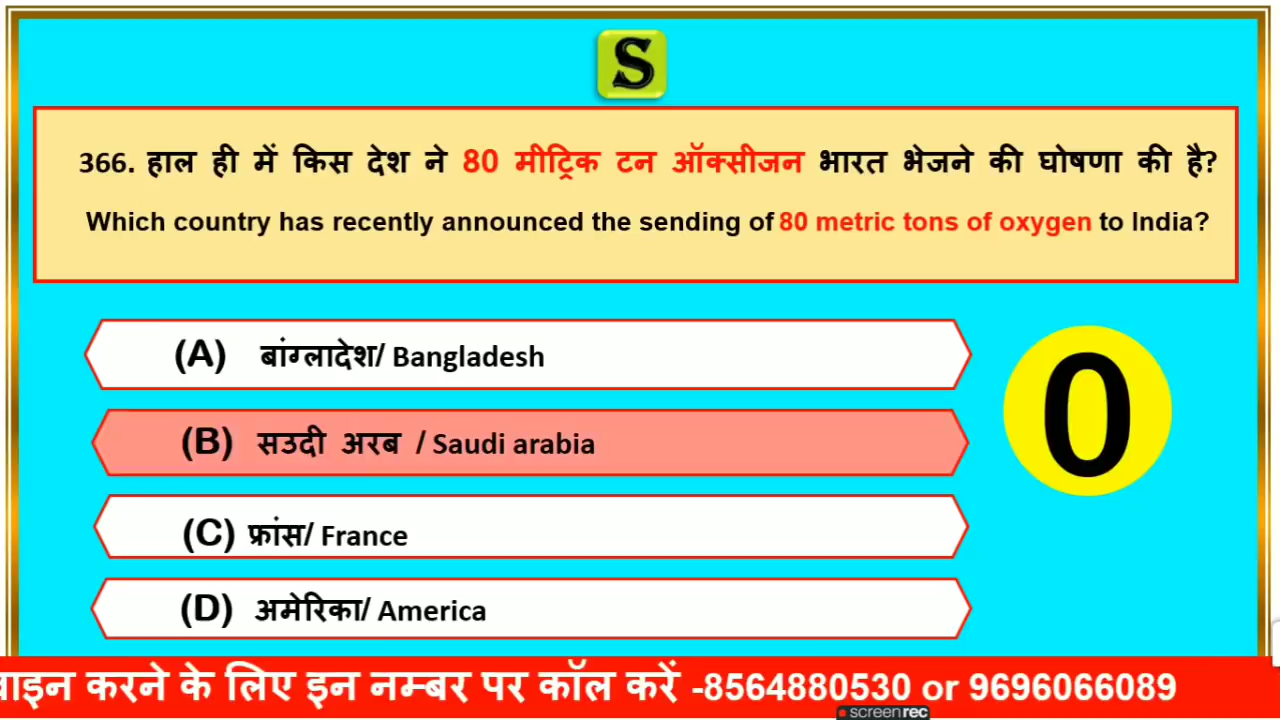 S
366. हाल ही में किस देश ने 80 मीट्रिक टन ऑक्सीजन भारत भेजने की घोषणा की है?
Which country has recently announced the sending of 80 metric tons of oxygen to India?
(A) बांग्लादेश/ Bangladesh
(B) सउदी अरब / Saudi arabia
0
(C) फ्रांस/ France
(D) अमेरिका/ America
करने के लिए इन नम्बर पर कॉल करें -8564880530 or 9696066089
screenrec